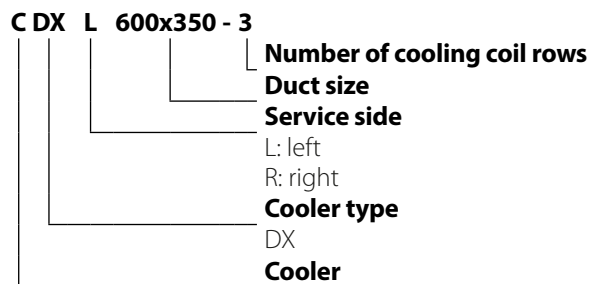 C DX L 600x350 - 3
Number of cooling coil rows
Duct size
Service side
L: left
R: right
Cooler type
DX
Cooler